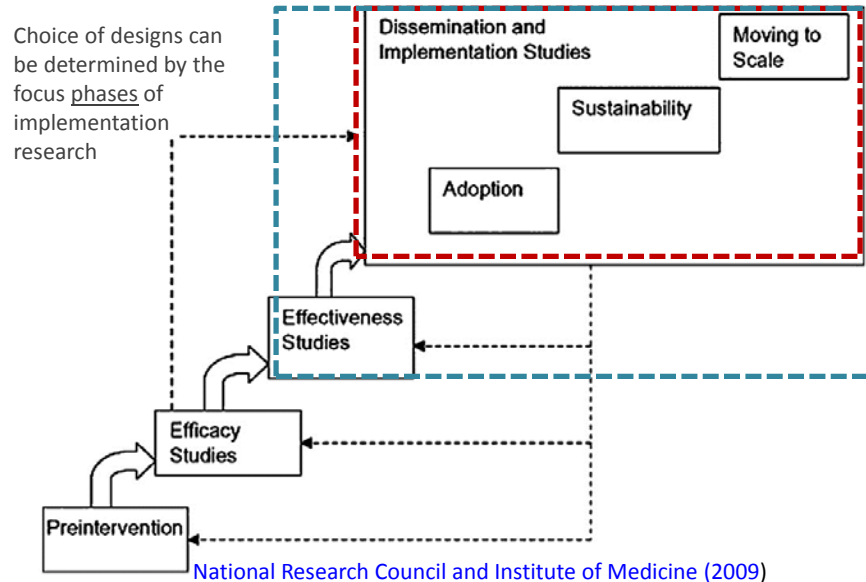 Choice of designs can
be determined by the
focus phases of
implementation
research
Dissemination and
Implementation Studies
Moving to
Scale
Sustainability
Adoption
Effectiveness
Studies
Efficacy
Studies
Preintervention
National Research Council and Institute of Medicine (2009)